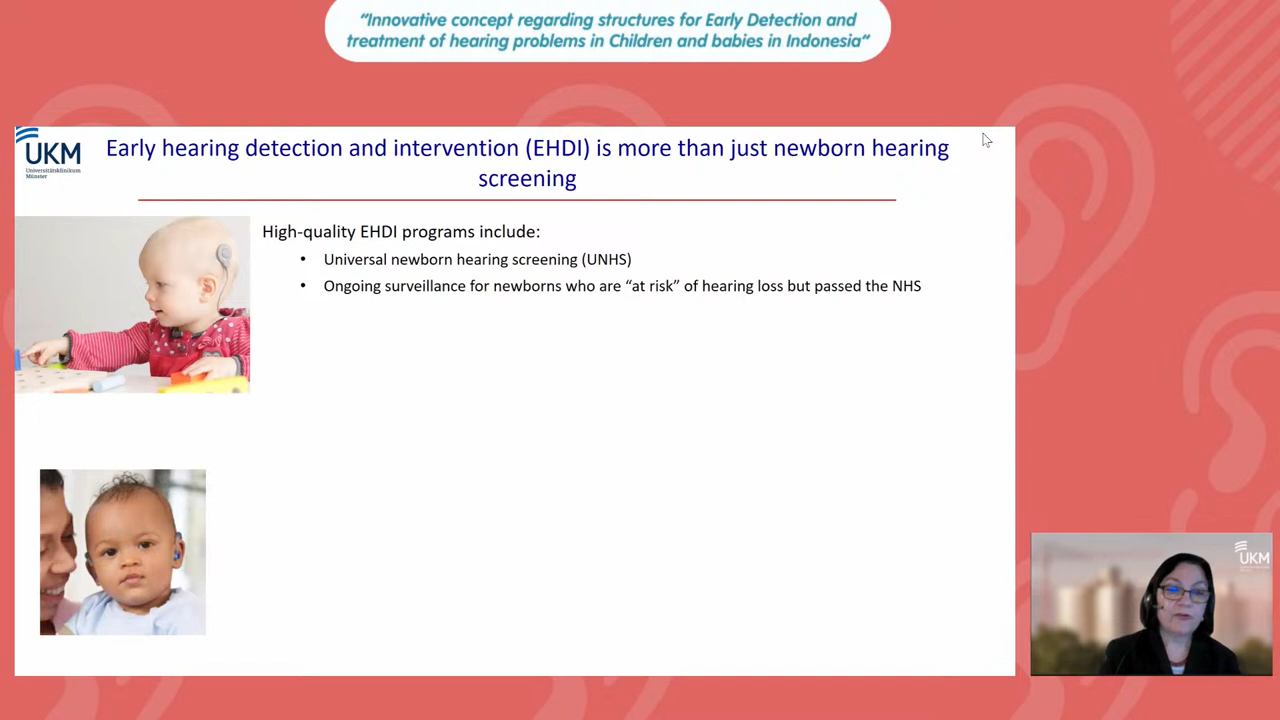 “Innovative concept regarding structures for Early Detection and
treatment of hearing problems in Children and babies in Indonesia“
UKM
Universitätsklinikum
Münster
Early hearing detection and intervention (EHDI) is more than just newborn hearing
screening
High-quality EHDI programs include:
• Universal newborn hearing screening (UNHS)
• Ongoing surveillance for newborns who are “at risk” of hearing loss but passed the NHS
UKM